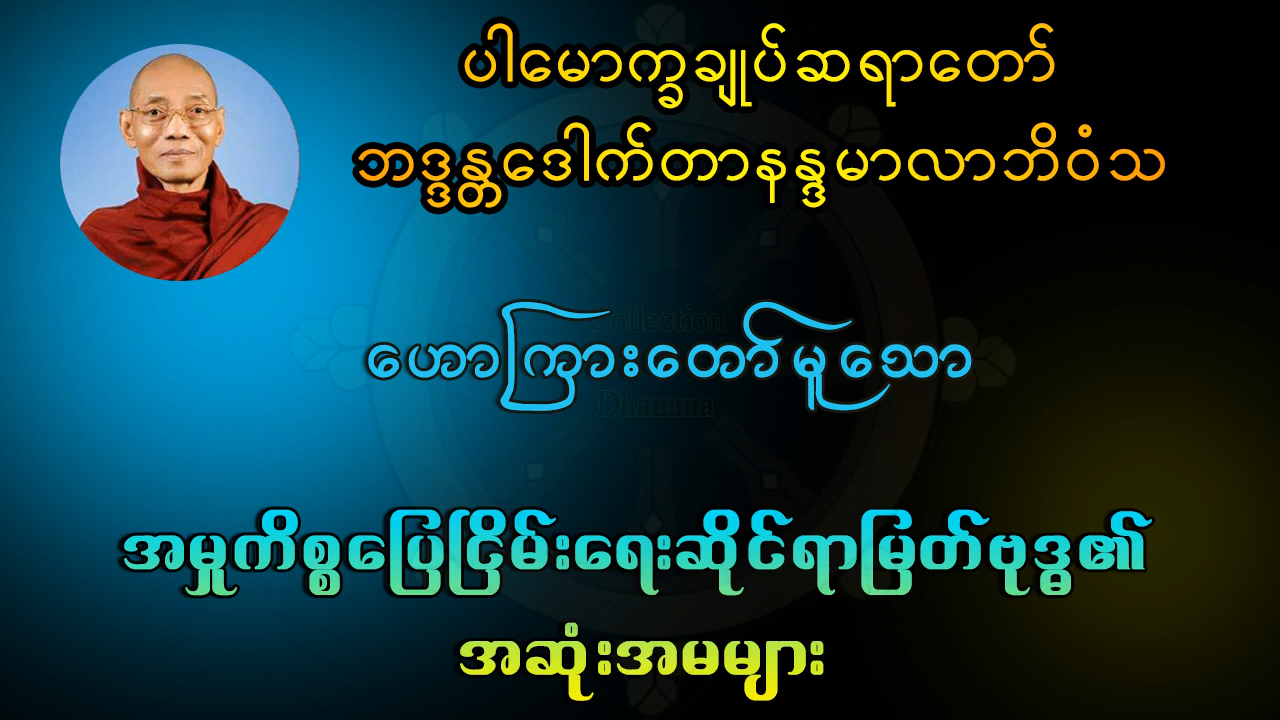 ပါမောက္ခချုပ်ဆရာတော်
ဘဒ္ဒန္တဒေါက်တာနန္ဒမာလာဘိဝံသ
Collection
ဟောကြားတော်မူသော
Dhamma
အမှုကိစ္စပြေငြိမ်းရေးဆိုင်ရာမြတ်ဗုဒ္ဓ၏
အဆုံးအမများ